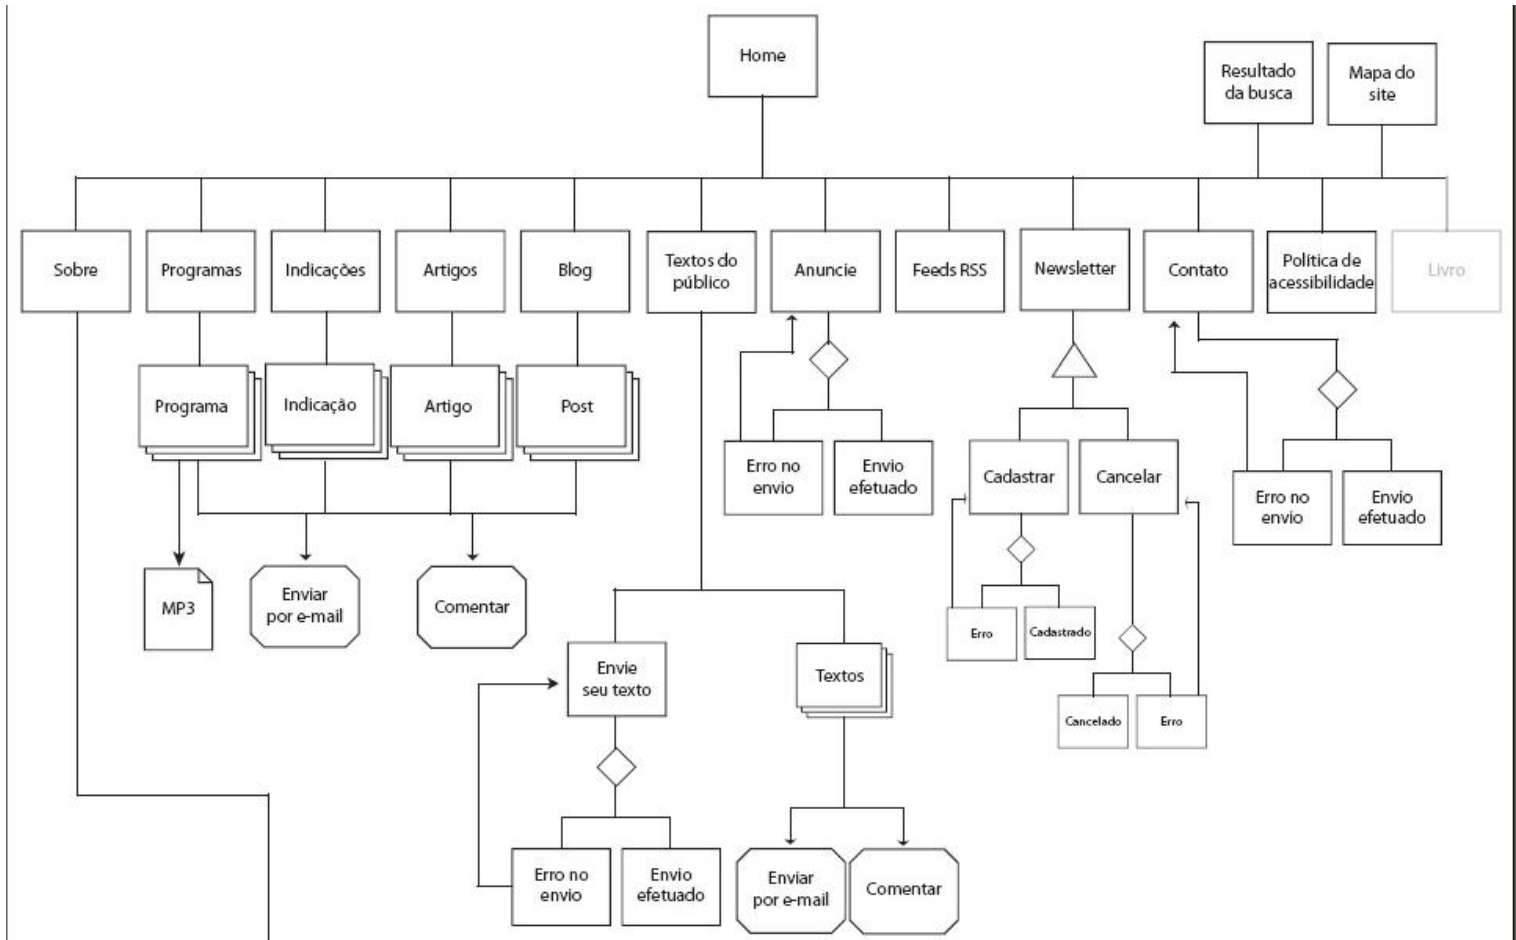 Home
Resultado
da busca
Mapa do
site
Sobre
Programas
Indicações
Artigos
Blog
Textos do
público
Anuncie
Feeds RSS
Newsletter
Contato
Política de
acessibilidade
Livro
Programa
Indicação
Artigo
Post
Erro no
envio
Envio
efetuado
Cadastrar
Cancelar
Erro no
envio
Envio
efetuado
MP3
Enviar
por e-mail
Comentar
Erro
Cadastrado
Envie
seu texto
Textos
Cancelado
Erro
Erro no
envio
Envio
efetuado
Enviar
por e-mail
Comentar